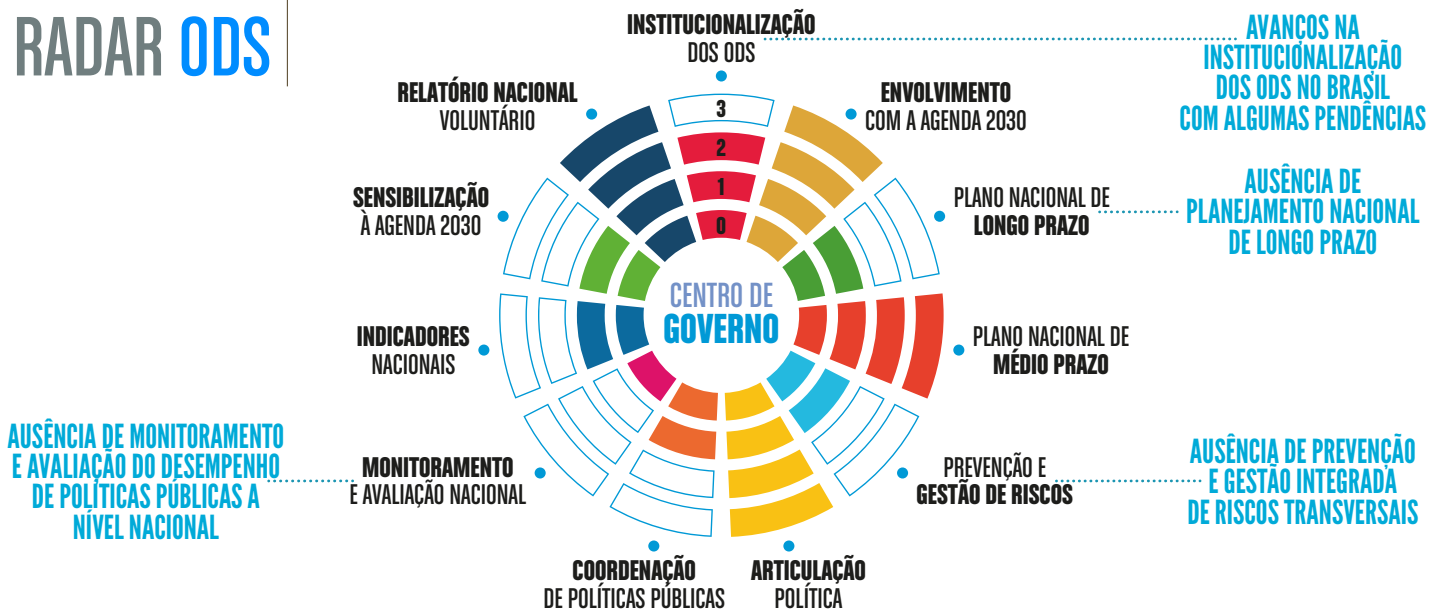 RADAR ODS
INSTITUCIONALIZAÇÃO
DOS ODS
AVANÇOS NA
INSTITUCIONALIZAÇÃO
DOS ODS NO BRASIL
COM ALGUMAS PENDÊNCIAS
RELATÓRIO NACIONAL
VOLUNTÁRIO
ENVOLVIMENTO
COM A AGENDA 2030
3
2
1
0
SENSIBILIZAÇÃO
À AGENDA 2030
PLANO NACIONAL DE
LONGO PRAZO
AUSÊNCIA DE
PLANEJAMENTO NACIONAL
DE LONGO PRAZO
CENTRO DE
GOVERNO
INDICADORES
NACIONAIS
PLANO NACIONAL DE
MÉDIO PRAZO
AUSÊNCIA DE MONITORAMENTO
E AVALIAÇÃO DO DESEMPENHO
DE POLÍTICAS PÚBLICAS A
NÍVEL NACIONAL
MONITORAMENTO
E AVALIAÇÃO NACIONAL
PREVENÇÃO E
GESTÃO DE RISCOS
AUSÊNCIA DE PREVENÇÃO
E GESTÃO INTEGRADA
DE RISCOS TRANSVERSAIS
COORDENAÇÃO
DE POLÍTICAS PÚBLICAS
ARTICULAÇÃO
POLÍTICA